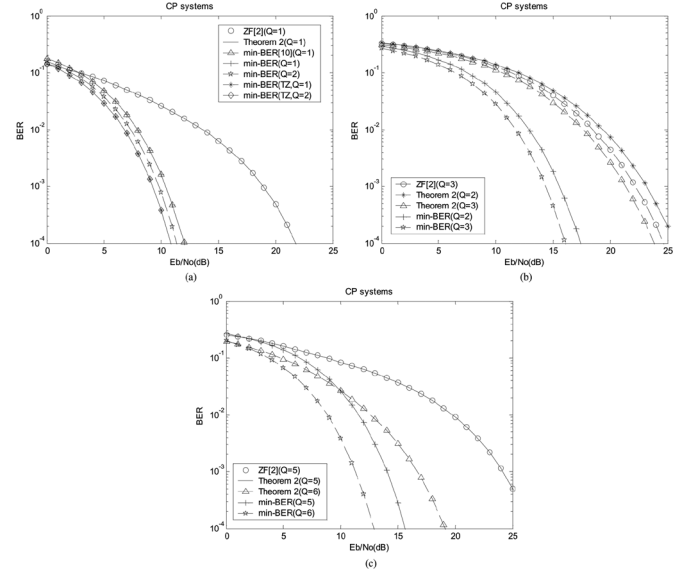 CP systems
10^0
10^-1
10^-2
10^-3
10^-4
BER
0 5 10 15 20 25
Eb/No(dB)
ZF[2](Q=1)
Theorem 2(Q=1)
min-BER[10](Q=1)
min-BER(Q=1)
min-BER(Q=2)
min-BER(TZ,Q=1)
min-BER(TZ,Q=2)
(a)
CP systems
10^0
10^-1
10^-2
10^-3
10^-4
BER
0 5 10 15 20 25
Eb/No(dB)
ZF[2](Q=3)
Theorem 2(Q=2)
Theorem 2(Q=3)
min-BER(Q=2)
min-BER(Q=3)
(b)
CP systems
10^0
10^-1
10^-2
10^-3
10^-4
BER
0 5 10 15 20 25
Eb/No(dB)
ZF[2](Q=5)
Theorem 2(Q=5)
Theorem 2(Q=6)
min-BER(Q=5)
min-BER(Q=6)
(c)